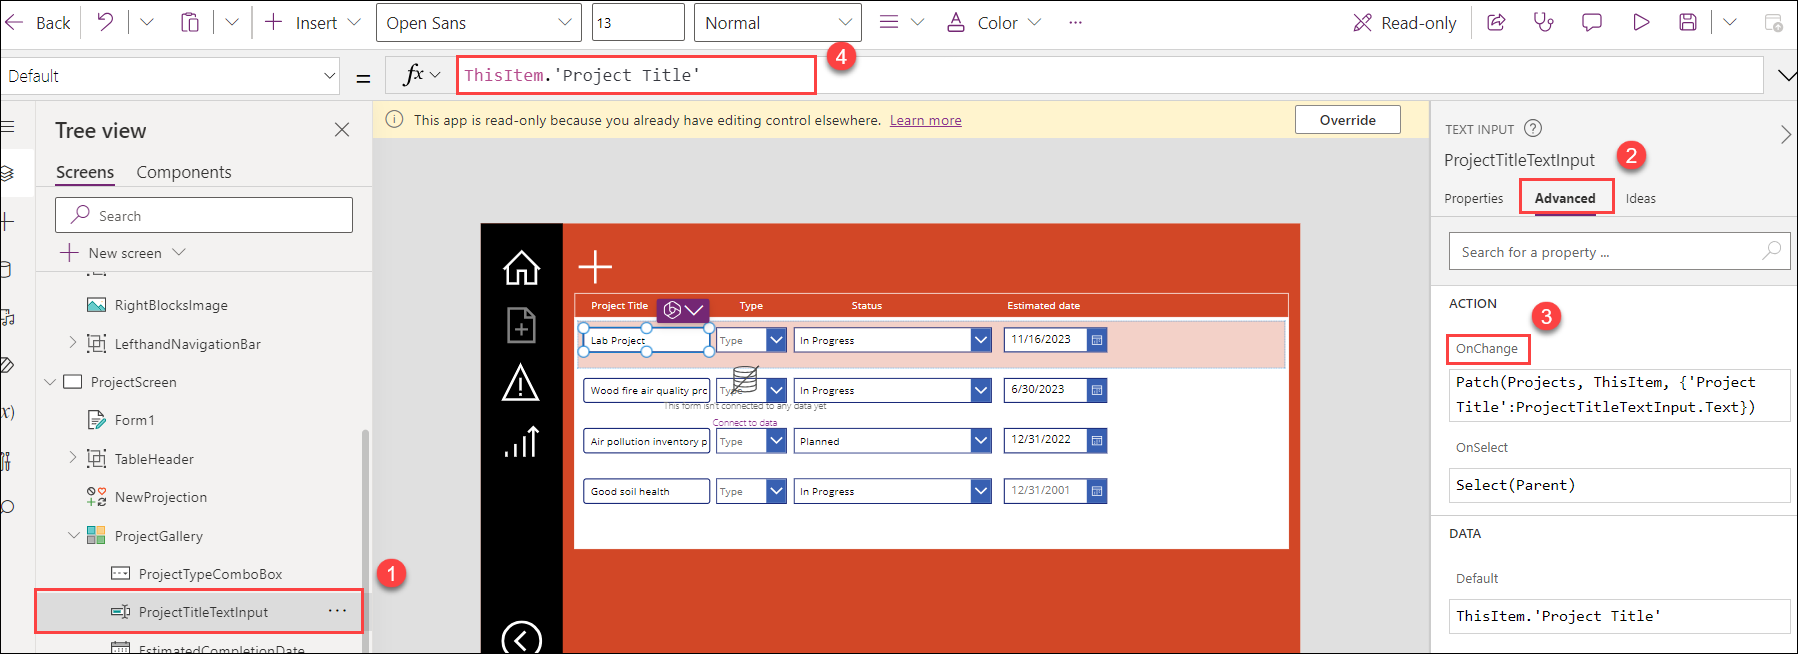 Back
Insert
Open Sans
13
Normal
Color
...
Read-only
Default
=
fx
ThisItem.'Project Title'
4
Tree view
Screens
Components
Search
New screen
RightBlocksImage
LefthandNavigationBar
ProjectScreen
Form1
TableHeader
NewProjection
ProjectGallery
ProjectTypeComboBox
ProjectTitleTextInput
...
EstimatedCompletionDate
1
This app is read-only because you already have editing control elsewhere. Learn more
Override
Project Title
Type
Status
Estimated date
Lab Project
Type
In Progress
11/16/2023
Wood fire air quality prc
Type
In Progress
6/30/2023
This form isn't connected to any data yet
Connect to data
Air pollution inventory p
Type
Planned
12/31/2022
Good soil health
Type
In Progress
12/31/2001
TEXT INPUT
ProjectTitleTextInput
2
Properties
Advanced
Ideas
Search for a property ...
ACTION
3
OnChange
Patch(Projects, ThisItem, {'Project
Title':ProjectTitleTextInput.Text})
OnSelect
Select(Parent)
DATA
Default
ThisItem.'Project Title'